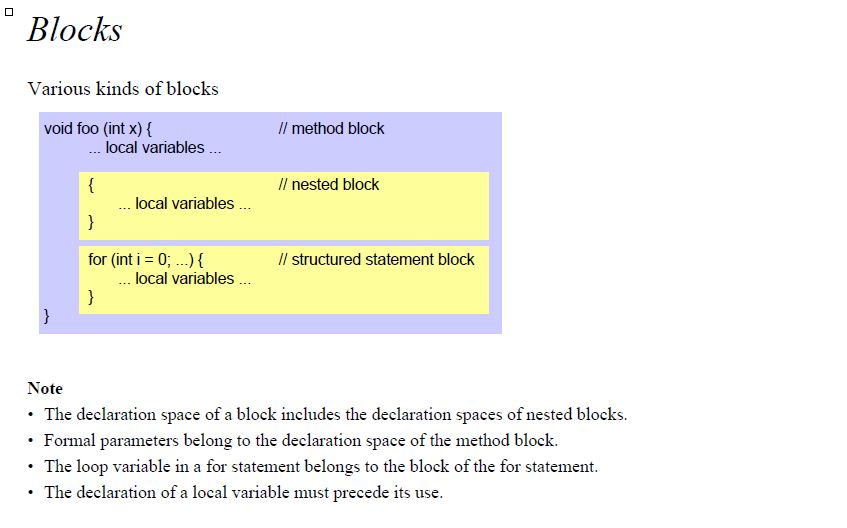 Blocks
Various kinds of blocks
void foo (int x) { // method block
... local variables ...
{ // nested block
... local variables ...
}
for (int i = 0; ...) { // structured statement block
... local variables ...
}
}
Note
• The declaration space of a block includes the declaration spaces of nested blocks.
• Formal parameters belong to the declaration space of the method block.
• The loop variable in a for statement belongs to the block of the for statement.
• The declaration of a local variable must precede its use.